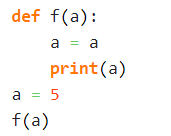 def f(a):
    a = a
    print(a)
a = 5
f(a)